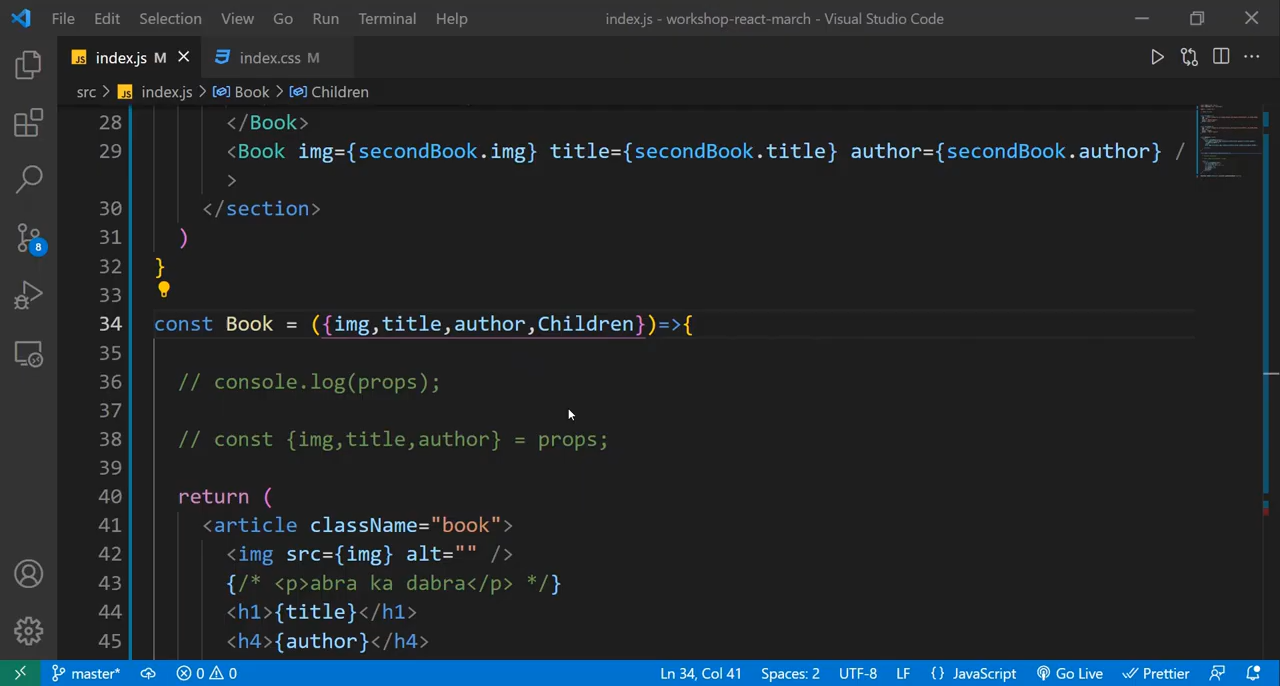 File Edit Selection View Go Run Terminal Help index.js - workshop-react-march - Visual Studio Code
JS index.js M index.css M
src > JS index.js > Book > Children
28 </Book>
29 <Book img={secondBook.img} title={secondBook.title} author={secondBook.author} /
>
30 </section>
31 )
32 }
33
34 const Book = ({img,title,author,Children})=>{
35
36 // console.log(props);
37
38 // const {img,title,author} = props;
39
40 return (
41 <article className="book">
42 <img src={img} alt="" />
43 {/* <p>abra ka dabra</p> */}
44 <h1>{title}</h1>
45 <h4>{author}</h4>
8
master* 0 0 Ln 34, Col 41 Spaces: 2 UTF-8 LF {} JavaScript Go Live Prettier